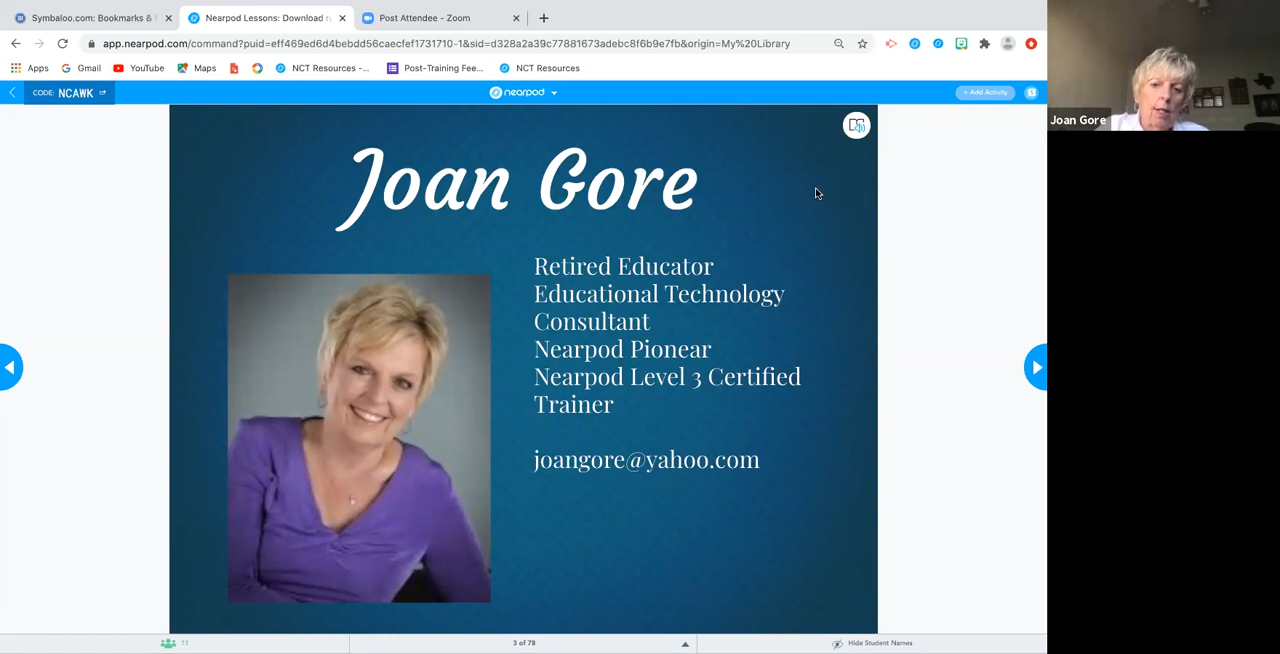 Symbaloo.com: Bookmarks &
Nearpod Lessons: Download r
Post Attendee - Zoom
app.nearpod.com/command?puid=eff469ed6d4bebdd56caecfef1731710-1&sid=d328a2a39c77881673adebc8f6b9e7fb&origin=My%20Library
Apps
Gmail
YouTube
Maps
NCT Resources -...
Post-Training Fee...
NCT Resources
CODE: NCAWK
nearpod
+ Add Activity
Joan Gore
Joan Gore
Retired Educator
Educational Technology
Consultant
Nearpod Pionear
Nearpod Level 3 Certified
Trainer
joangore@yahoo.com
11
3 of 78
Hide Student Names